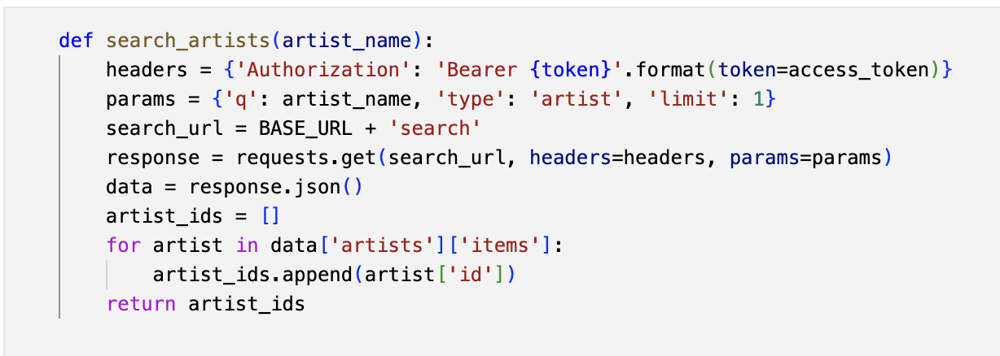 def search_artists(artist_name):
    headers = {'Authorization': 'Bearer {token}'.format(token=access_token)}
    params = {'q': artist_name, 'type': 'artist', 'limit': 1}
    search_url = BASE_URL + 'search'
    response = requests.get(search_url, headers=headers, params=params)
    data = response.json()
    artist_ids = []
    for artist in data['artists']['items']:
        artist_ids.append(artist['id'])
    return artist_ids